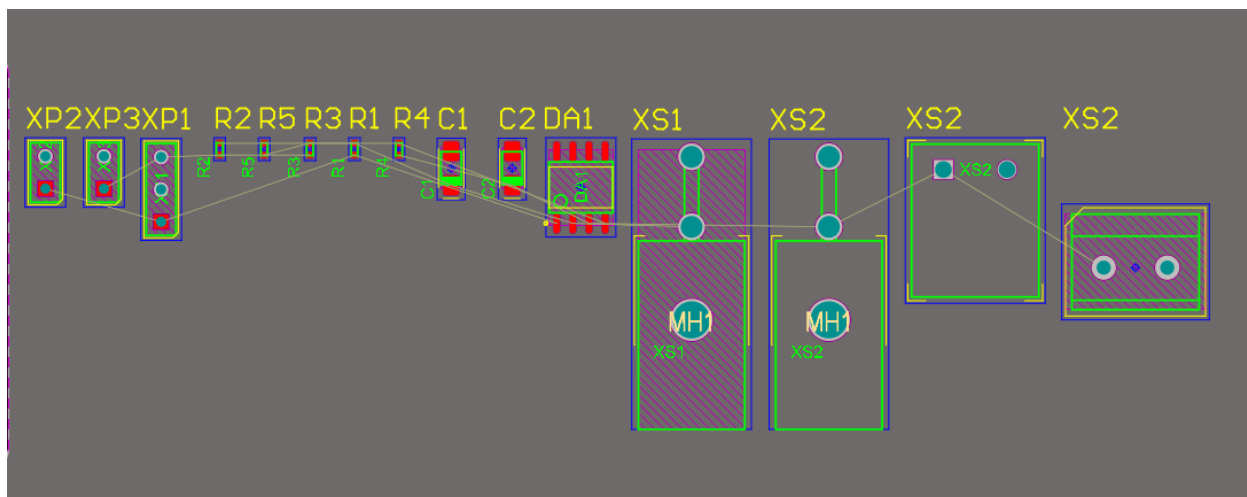 XP2 XP3 XP1 R2 R5 R3 R1 R4 C1 C2 DA1 XS1 XS2 XS2 XS2
R2 R5 R3 R1 R4 C1 C2 DA1 XS2
MH1 MH1
XS1 XS2